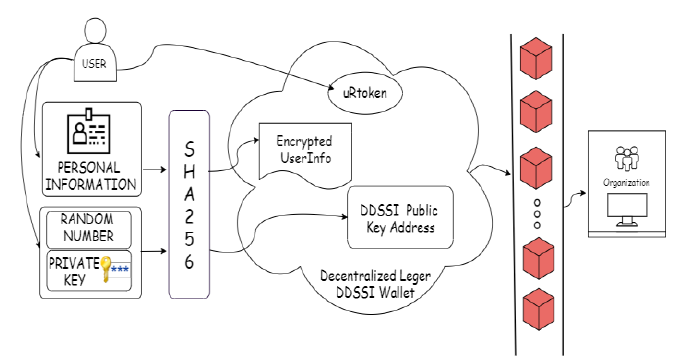 USER
uRtoken
PERSONAL
INFORMATION
RANDOM
NUMBER
PRIVATE
KEY
***
SHA256
Encrypted
UserInfo
DDSSI Public
Key Address
Decentralized Leger
DDSSI Wallet
Organization